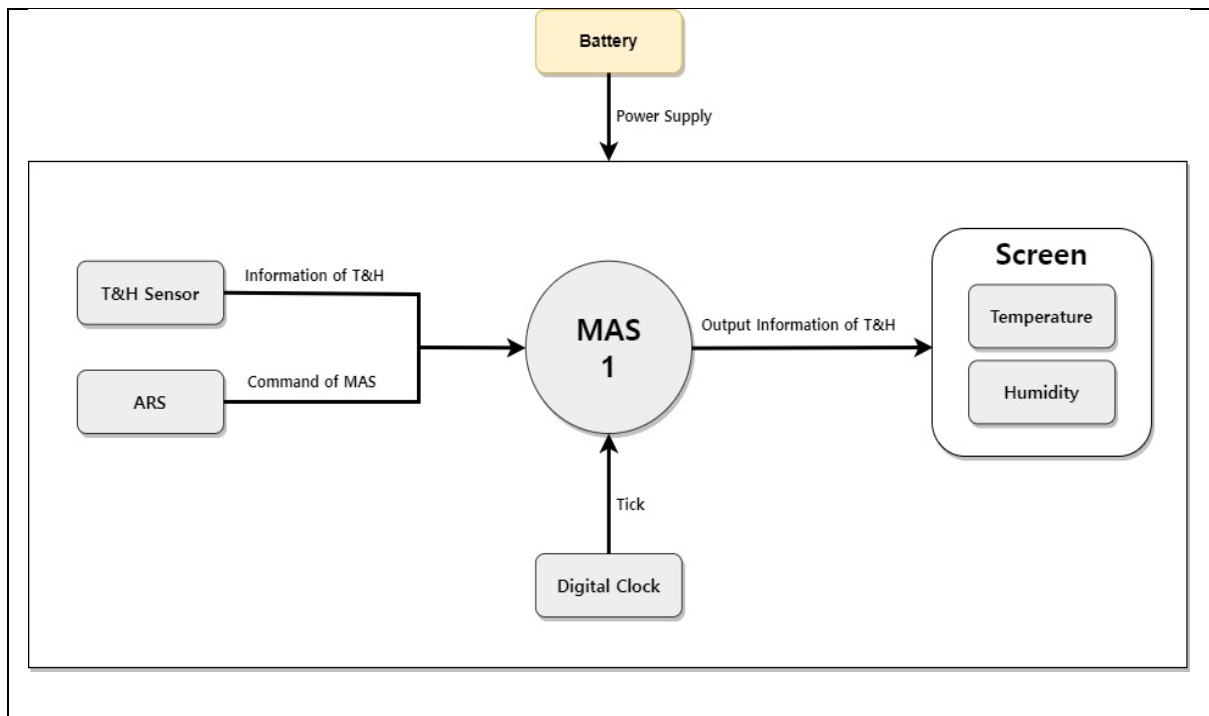 Battery
Power Supply
T&H Sensor
Information of T&H
ARS
Command of MAS
MAS
1
Output Information of T&H
Screen
Temperature
Humidity
Tick
Digital Clock